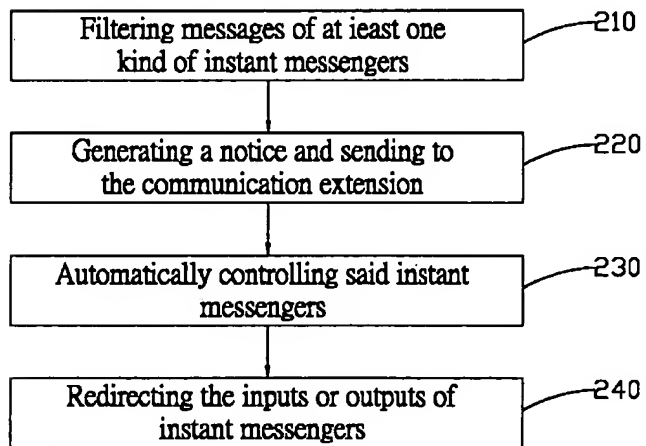 Filtering messages of at ieast one
kind of instant messengers
210
Generating a notice and sending to
the communication extension
220
Automatically controlling said instant
messengers
230
Redirecting the inputs or outputs of
instant messengers
240